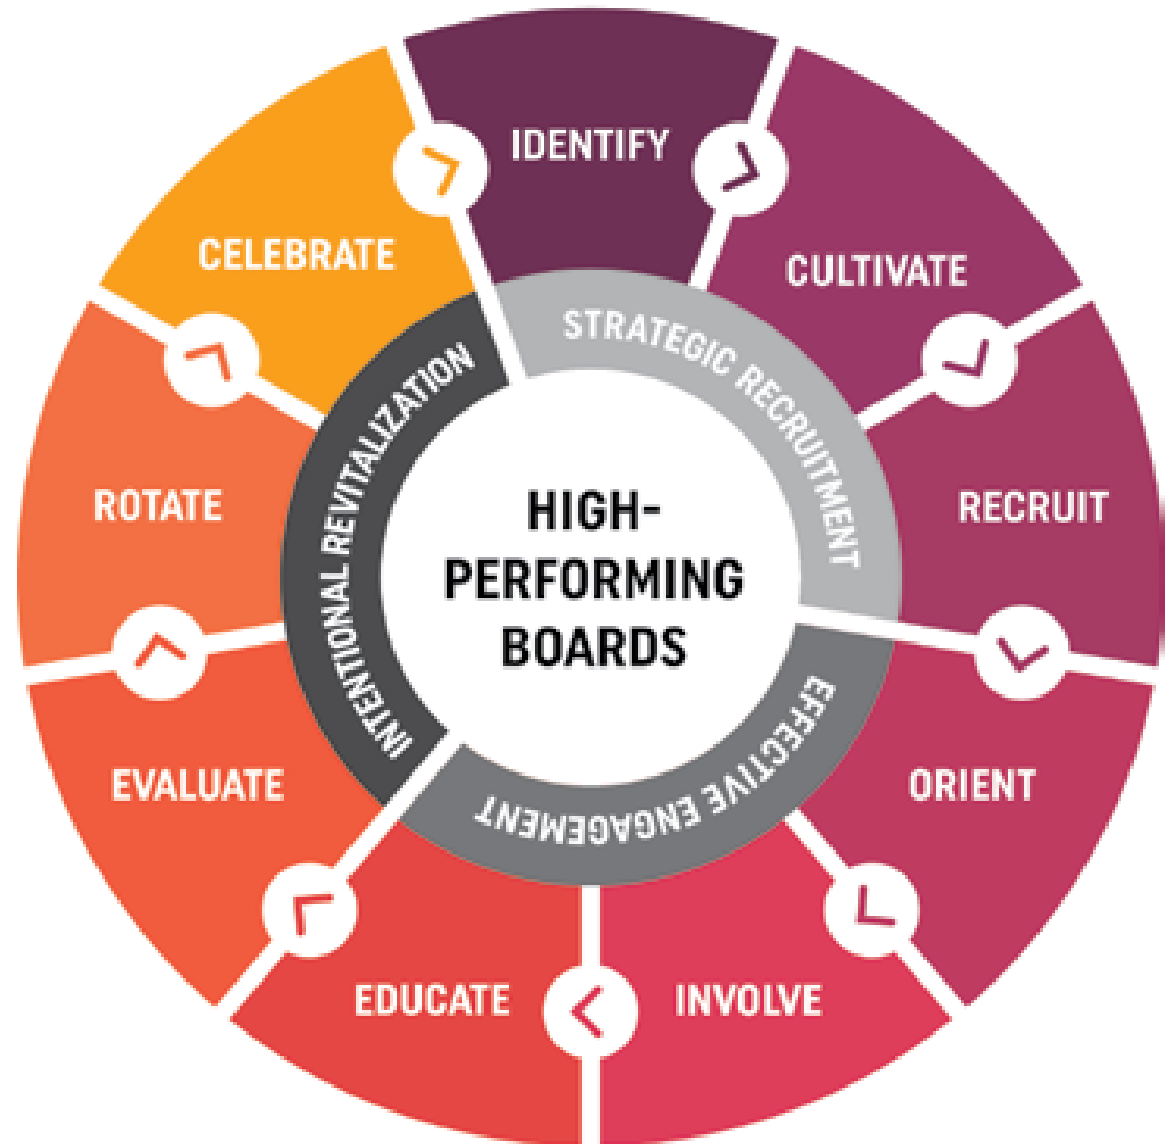 IDENTIFY
CULTIVATE
RECRUIT
ORIENT
INVOLVE
EDUCATE
EVALUATE
ROTATE
CELEBRATE
STRATEGIC RECRUITMENT
EFFECTIVE ENGAGEMENT
INTENTIONAL REVITALIZATION
HIGH-
PERFORMING
BOARDS